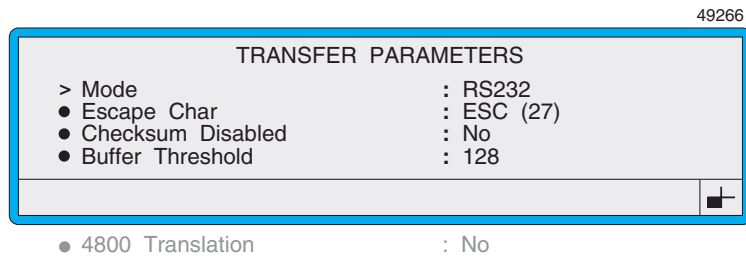 49266
TRANSFER PARAMETERS
> Mode : RS232
● Escape Char : ESC (27)
● Checksum Disabled : No
● Buffer Threshold : 128
● 4800 Translation : No